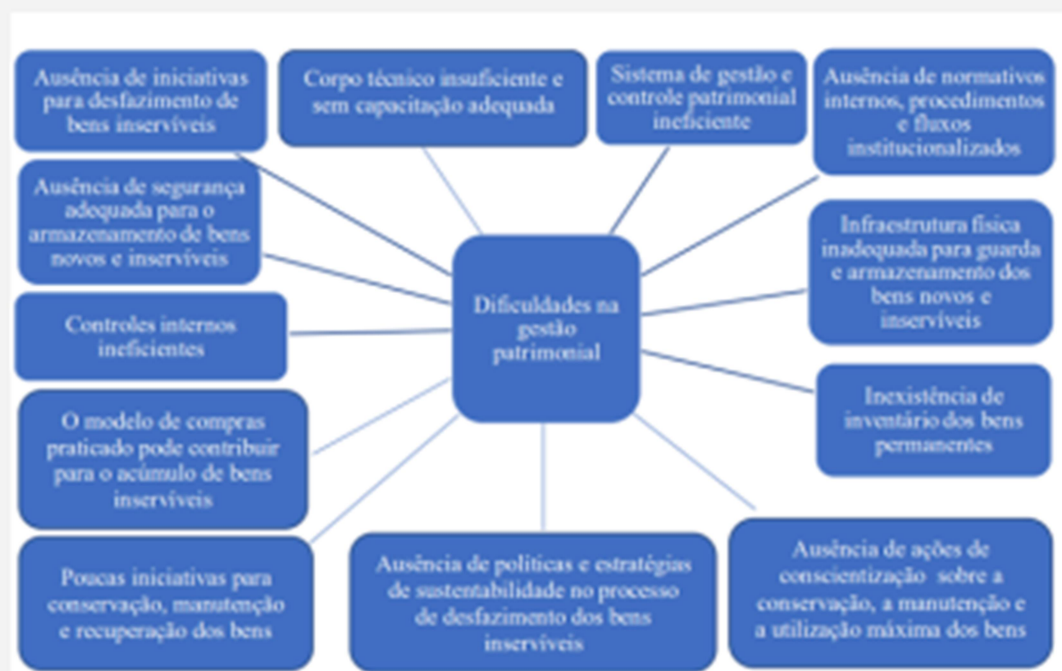 Ausência de iniciativas
para desfazimento de
bens inservíveis
Corpo técnico insuficiente e
sem capacitação adequada
Sistema de gestão e
controle patrimonial
ineficiente
Ausência de normativos
internos, procedimentos
e fluxos
institucionalizados
Ausência de segurança
adequada para o
armazenamento de bens
novos e inservíveis
Infraestrutura física
inadequada para guarda
e armazenamento dos
bens novos e
inservíveis
Dificuldades na
gestão
patrimonial
Controles internos
ineficientes
Inexistência de
inventário dos bens
permanentes
O modelo de compras
praticado pode contribuir
para o acúmulo de bens
inservíveis
Poucas iniciativas para
conservação, manutenção
e recuperação dos bens
Ausência de políticas e estratégias
de sustentabilidade no processo
de desfazimento dos bens
inservíveis
Ausência de ações de
conscientização sobre a
conservação, a manutenção e
a utilização máxima dos bens